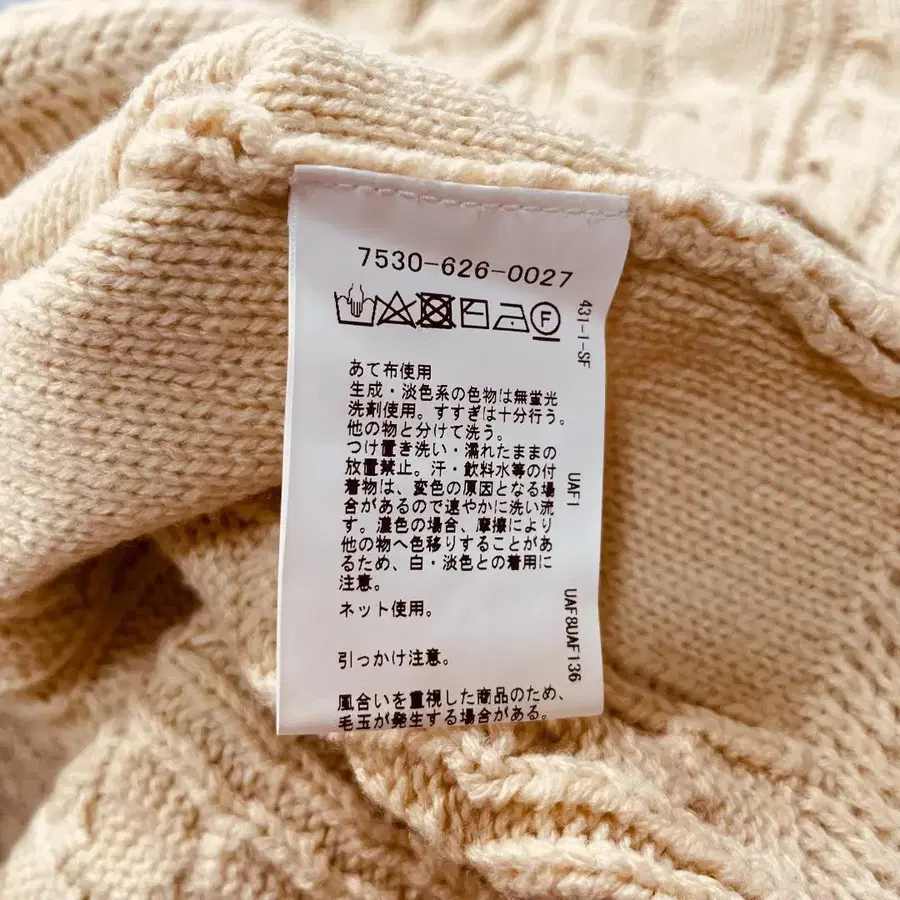 7530-626-0027
F
あて布使用
生成・淡色系の色物は無蛍光
洗剤使用。すすぎは十分行う。
他の物と分けて洗う。
つけ置き洗い・濡れたままの
放置禁止。汗・飲料水等の付
着物は、変色の原因となる場
合があるので速やかに洗い流
す。濃色の場合、摩擦により
他の物へ色移りすることがあ
るため、白・淡色との着用に
注意。
ネット使用。
引っかけ注意。
風合いを重視した商品のため、
毛玉が発生する場合がある。
431-1-SF
UAF1
UAF8UAF136